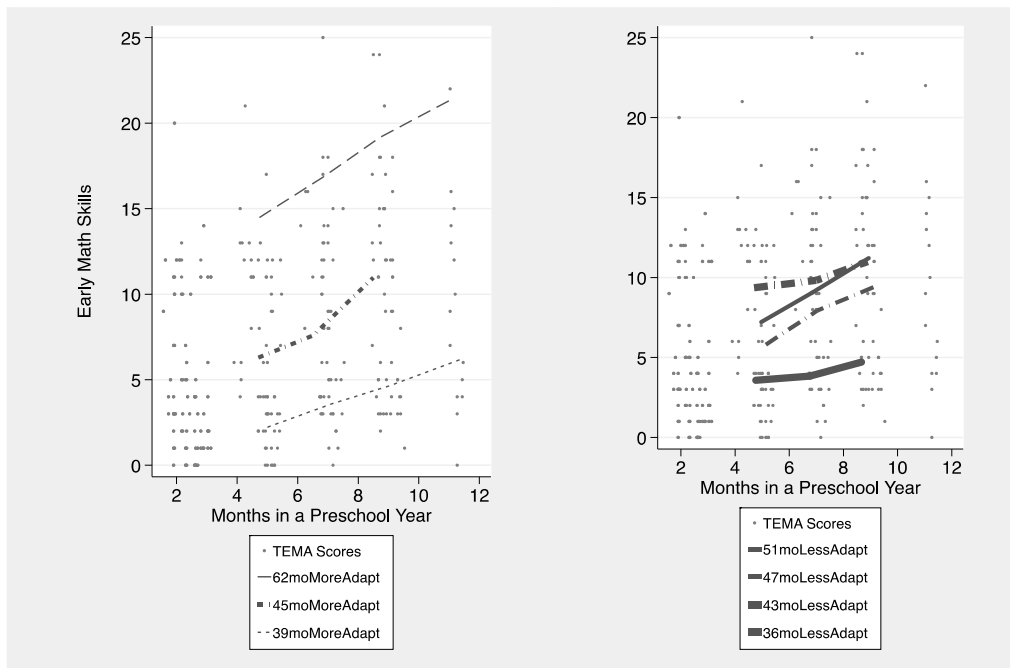 Early Math Skills
25
20
15
10
5
0
2 4 6 8 10 12
Months in a Preschool Year
TEMA Scores
62moMoreAdapt
45moMoreAdapt
39moMoreAdapt
25
20
15
10
5
0
2 4 6 8 10 12
Months in a Preschool Year
TEMA Scores
51moLessAdapt
47moLessAdapt
43moLessAdapt
36moLessAdapt